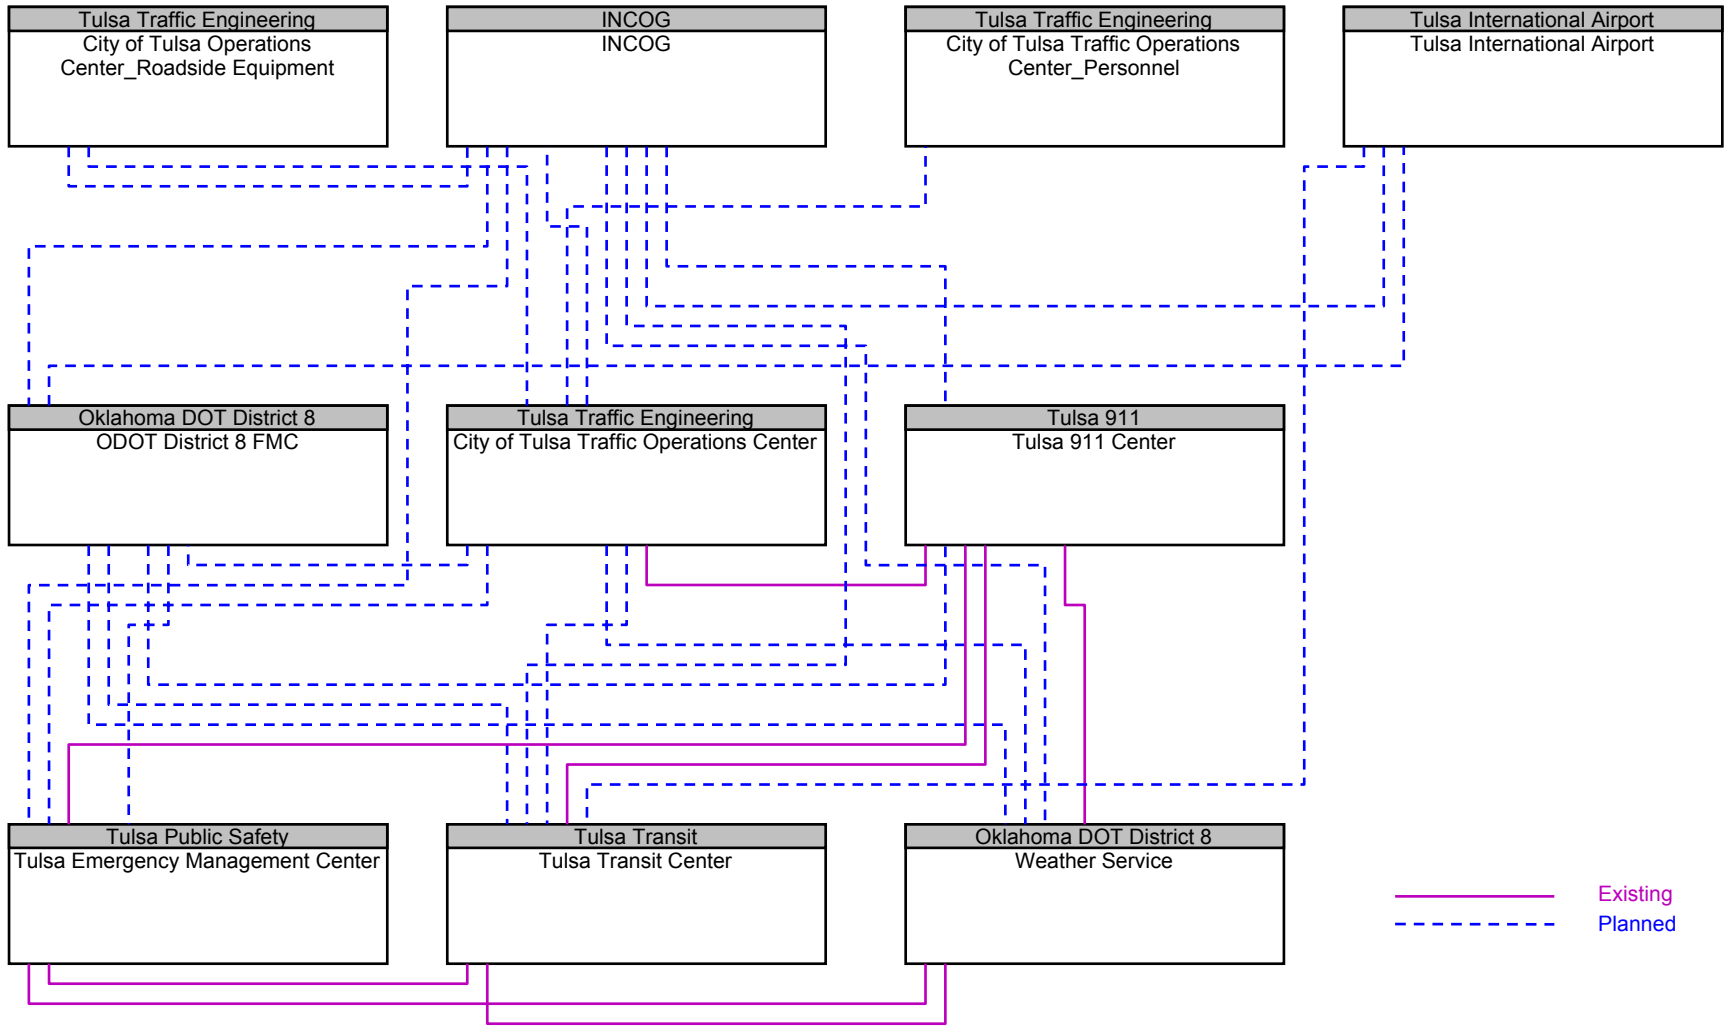 Tulsa Traffic Engineering
City of Tulsa Operations
Center_Roadside Equipment
INCOG
INCOG
Tulsa Traffic Engineering
City of Tulsa Traffic Operations
Center_Personnel
Tulsa International Airport
Tulsa International Airport
Oklahoma DOT District 8
ODOT District 8 FMC
Tulsa Traffic Engineering
City of Tulsa Traffic Operations Center
Tulsa 911
Tulsa 911 Center
Tulsa Public Safety
Tulsa Emergency Management Center
Tulsa Transit
Tulsa Transit Center
Oklahoma DOT District 8
Weather Service
Existing
Planned